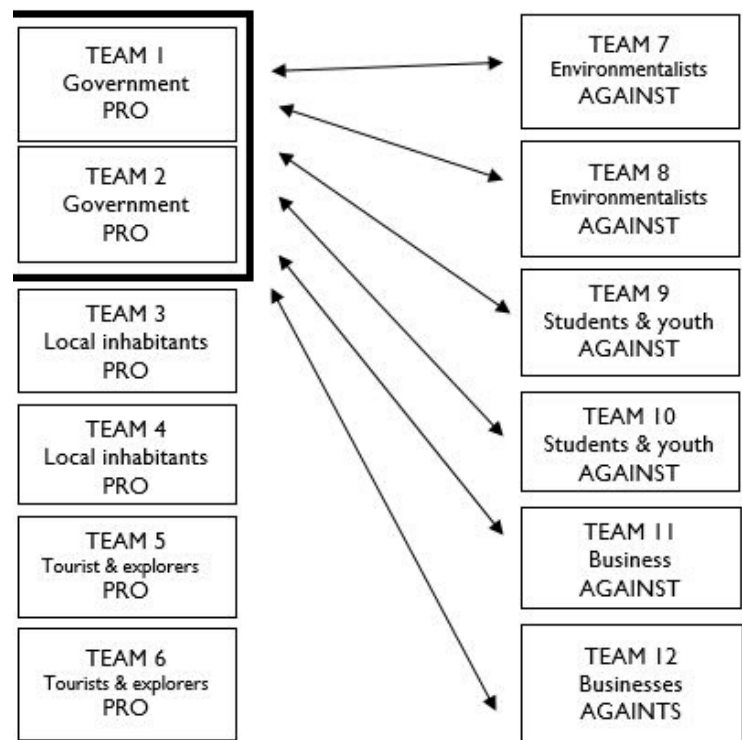 TEAM 1
Government
PRO
TEAM 2
Government
PRO
TEAM 3
Local inhabitants
PRO
TEAM 4
Local inhabitants
PRO
TEAM 5
Tourist & explorers
PRO
TEAM 6
Tourists & explorers
PRO
TEAM 7
Environmentalists
AGAINST
TEAM 8
Environmentalists
AGAINST
TEAM 9
Students & youth
AGAINST
TEAM 10
Students & youth
AGAINST
TEAM 11
Business
AGAINST
TEAM 12
Businesses
AGAINTS